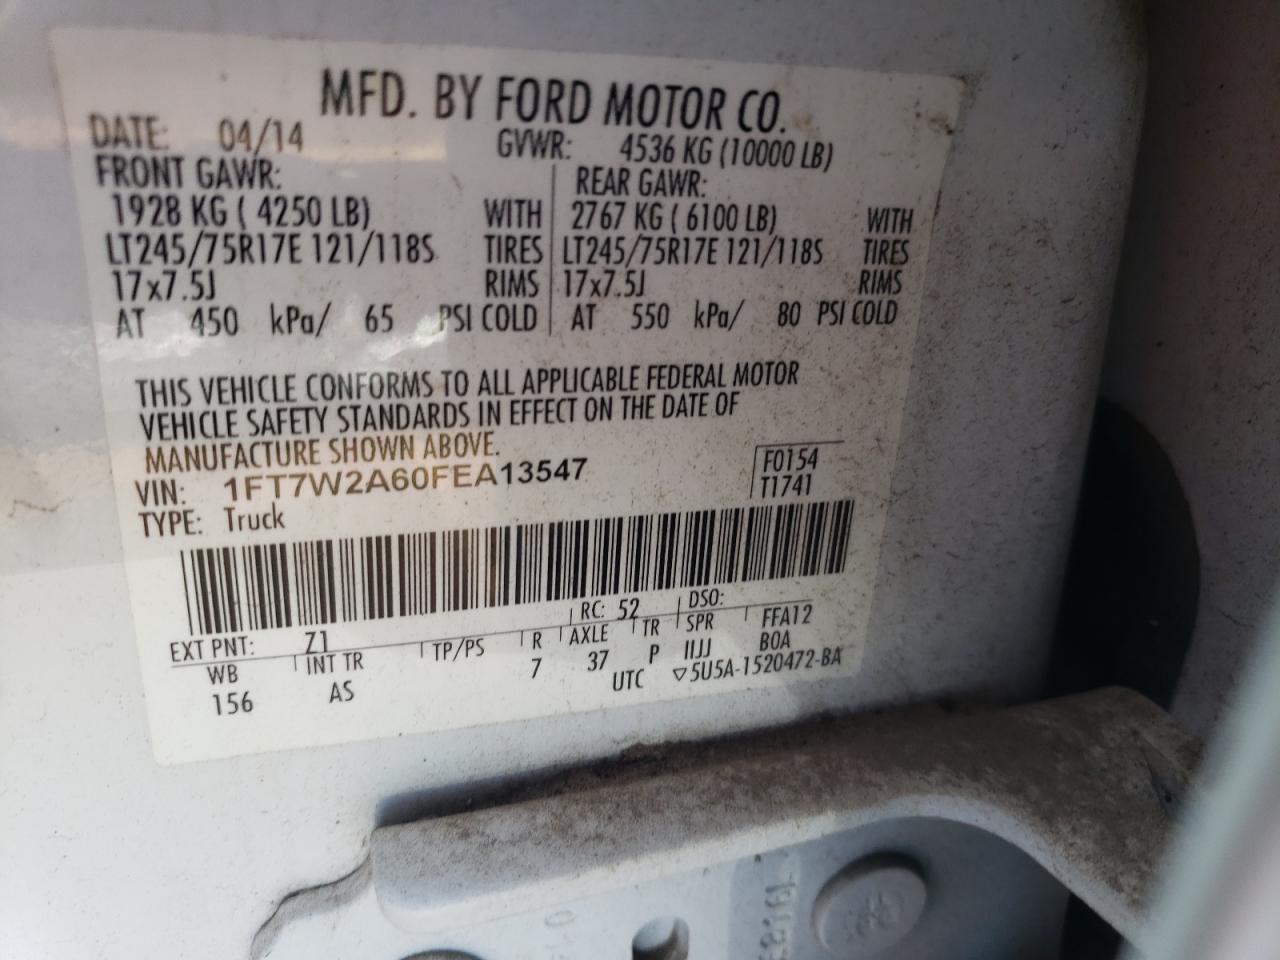 MFD. BY FORD MOTOR CO.
DATE: 04/14 GVWR: 4536 KG (10000 LB)
FRONT GAWR: REAR GAWR:
1928 KG ( 4250 LB) WITH 2767 KG ( 6100 LB) WITH
LT245/75R17E 121/118S TIRES LT245/75R17E 121/118S TIRES
17x7.5J RIMS 17x7.5J RIMS
AT 450 kPa/ 65 PSI COLD AT 550 kPa/ 80 PSI COLD
THIS VEHICLE CONFORMS TO ALL APPLICABLE FEDERAL MOTOR
VEHICLE SAFETY STANDARDS IN EFFECT ON THE DATE OF
MANUFACTURE SHOWN ABOVE.
VIN: 1FT7W2A60FEA13547 F0154
TYPE: Truck T1741
EXT PNT: Z1 RC: 52 DSO:
WB INT TR TP/PS R AXLE TR SPR FFA12
156 AS 7 37 P IIJJ BOA
UTC ▽5U5A-1520472-BA